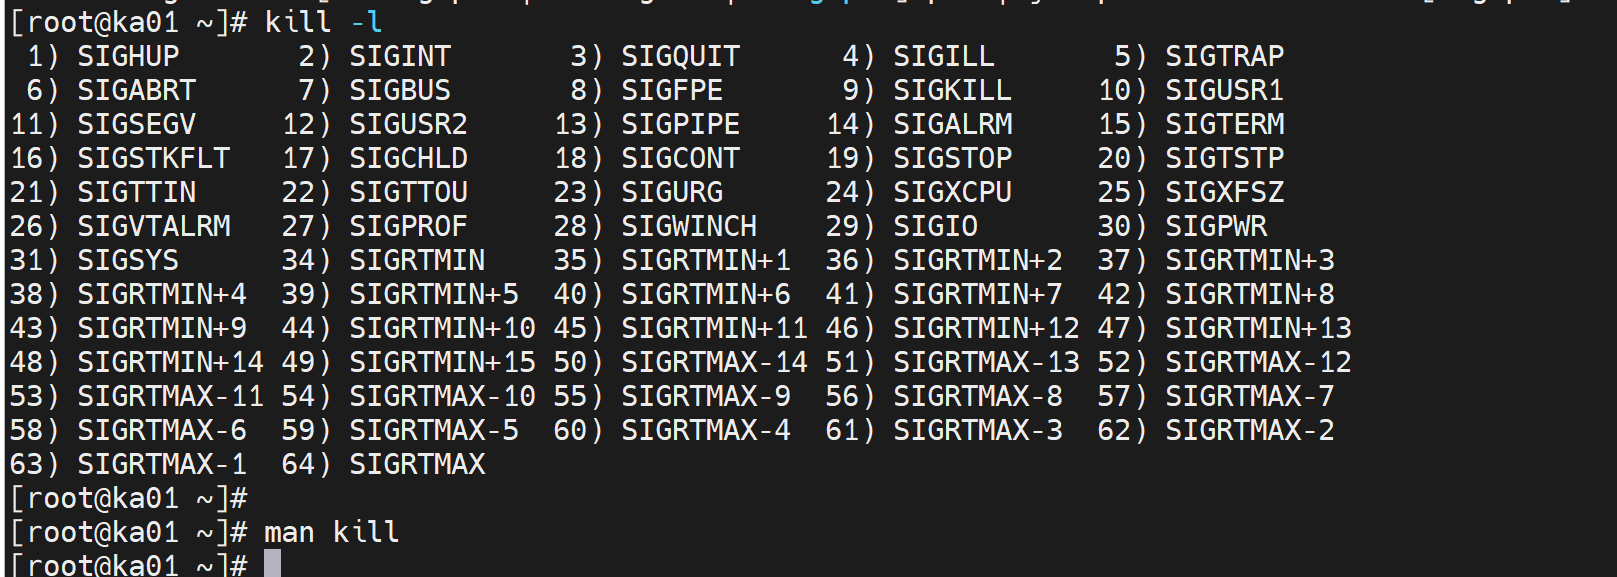 [root@ka01 ~]# kill -l
 1) SIGHUP       2) SIGINT       3) SIGQUIT      4) SIGILL       5) SIGTRAP
 6) SIGABRT      7) SIGBUS       8) SIGFPE       9) SIGKILL     10) SIGUSR1
11) SIGSEGV     12) SIGUSR2     13) SIGPIPE     14) SIGALRM     15) SIGTERM
16) SIGSTKFLT   17) SIGCHLD     18) SIGCONT     19) SIGSTOP     20) SIGTSTP
21) SIGTTIN     22) SIGTTOU     23) SIGURG      24) SIGXCPU     25) SIGXFSZ
26) SIGVTALRM   27) SIGPROF     28) SIGWINCH    29) SIGIO       30) SIGPWR
31) SIGSYS      34) SIGRTMIN    35) SIGRTMIN+1  36) SIGRTMIN+2  37) SIGRTMIN+3
38) SIGRTMIN+4  39) SIGRTMIN+5  40) SIGRTMIN+6  41) SIGRTMIN+7  42) SIGRTMIN+8
43) SIGRTMIN+9  44) SIGRTMIN+10 45) SIGRTMIN+11 46) SIGRTMIN+12 47) SIGRTMIN+13
48) SIGRTMIN+14 49) SIGRTMIN+15 50) SIGRTMAX-14 51) SIGRTMAX-13 52) SIGRTMAX-12
53) SIGRTMAX-11 54) SIGRTMAX-10 55) SIGRTMAX-9  56) SIGRTMAX-8  57) SIGRTMAX-7
58) SIGRTMAX-6  59) SIGRTMAX-5  60) SIGRTMAX-4  61) SIGRTMAX-3  62) SIGRTMAX-2
63) SIGRTMAX-1  64) SIGRTMAX
[root@ka01 ~]#
[root@ka01 ~]# man kill
[root@ka01 ~]#